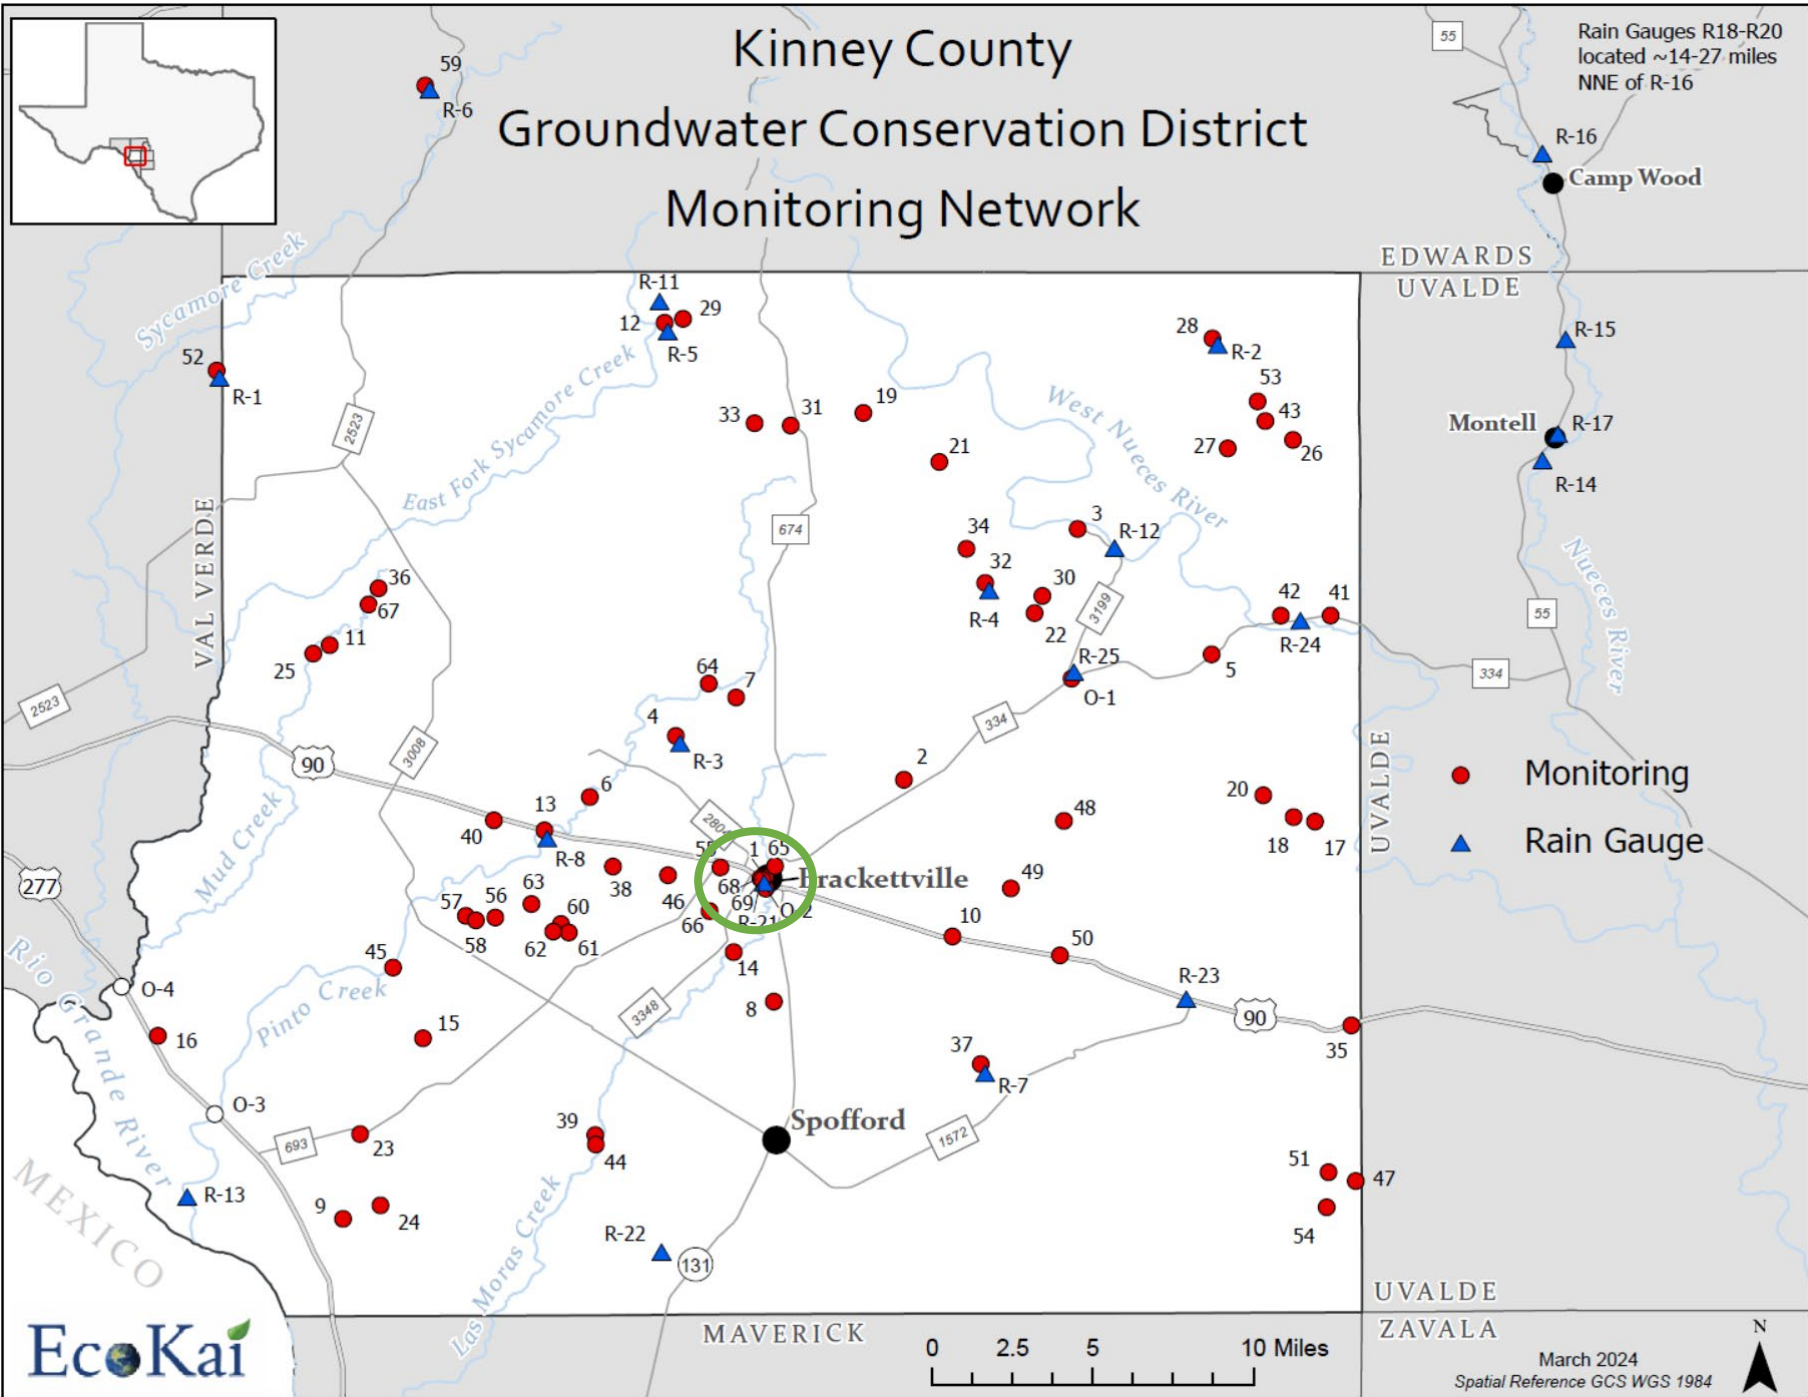 Kinney County
Groundwater Conservation District
Monitoring Network
55
Rain Gauges R18-R20
located ~14-27 miles
NNE of R-16
59
R-6
R-16
Camp Wood
EDWARDS
UVALDE
Sycamore Creek
R-11
12
29
R-5
28
R-2
R-15
52
R-1
East Fork Sycamore Creek
53
43
26
27
2523
33
31
19
21
West Nueces River
Montell
R-17
R-14
VAL VERDE
674
34
3
R-12
32
R-4
30
22
3199
Nueces River
36
67
11
25
42
41
R-24
55
5
R-25
O-1
334
334
2523
64
7
4
R-3
3008
90
2
UVALDE
Monitoring
Rain Gauge
6
13
40
R-8
2804
48
20
18
17
Mud Creek
277
38
46
55
1
65
Brackettville
68
69
O-2
R-21
66
49
63
56
57
58
60
62
61
10
50
14
45
Pinto Creek
Rio Grande River
O-4
16
15
3348
8
R-23
90
35
37
R-7
O-3
693
23
39
44
Spofford
1572
51
47
54
MEXICO
R-13
9
24
Las Moras Creek
R-22
131
UVALDE
ZAVALA
MAVERICK
EcoKai
0 2.5 5 10 Miles
March 2024
Spatial Reference GCS WGS 1984
N